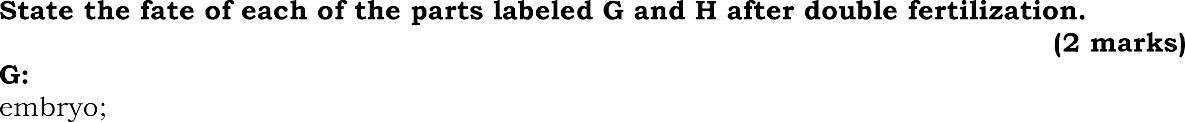 State the fate of each of the parts labeled G and H after double fertilization.
(2 marks)
G:
embryo;